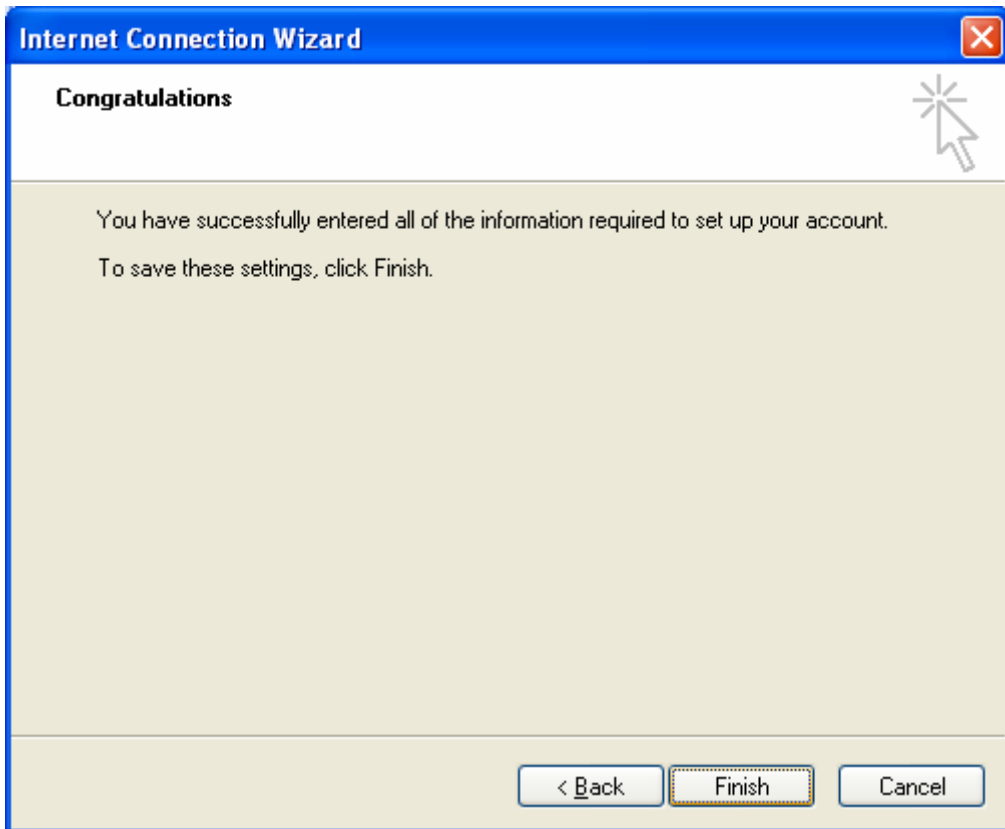 Internet Connection Wizard
Congratulations
You have successfully entered all of the information required to set up your account.
To save these settings, click Finish.
< Back
Finish
Cancel